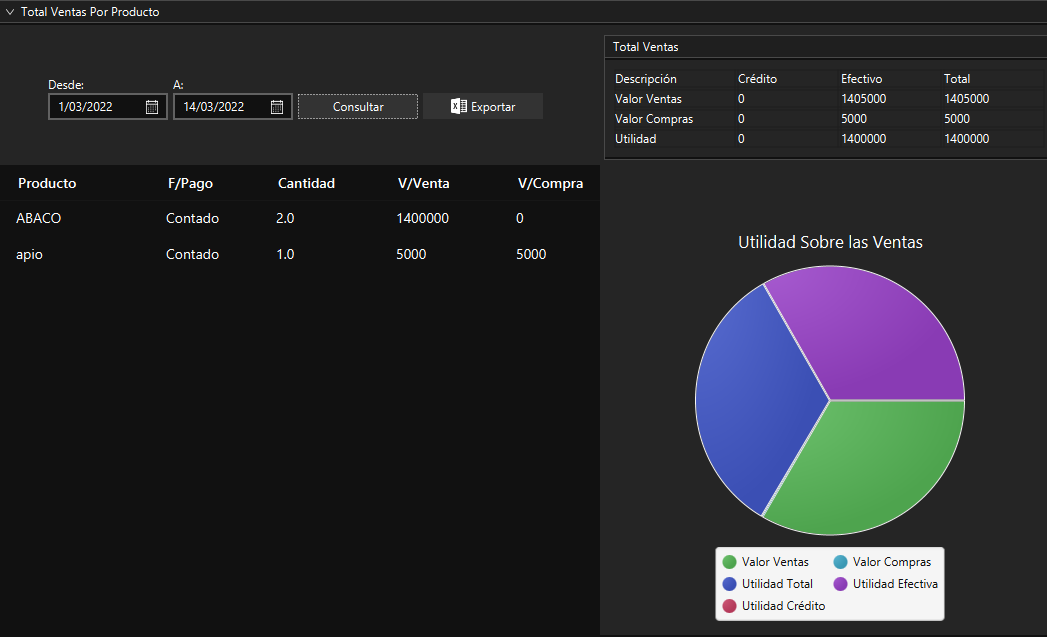 Total Ventas Por Producto
Total Ventas
Descripción Crédito Efectivo Total
Valor Ventas 0 1405000 1405000
Valor Compras 0 5000 5000
Utilidad 0 1400000 1400000
Desde: A:
1/03/2022 14/03/2022 Consultar Exportar
Producto F/Pago Cantidad V/Venta V/Compra
ABACO Contado 2.0 1400000 0
apio Contado 1.0 5000 5000
Utilidad Sobre las Ventas
Valor Ventas Valor Compras
Utilidad Total Utilidad Efectiva
Utilidad Crédito